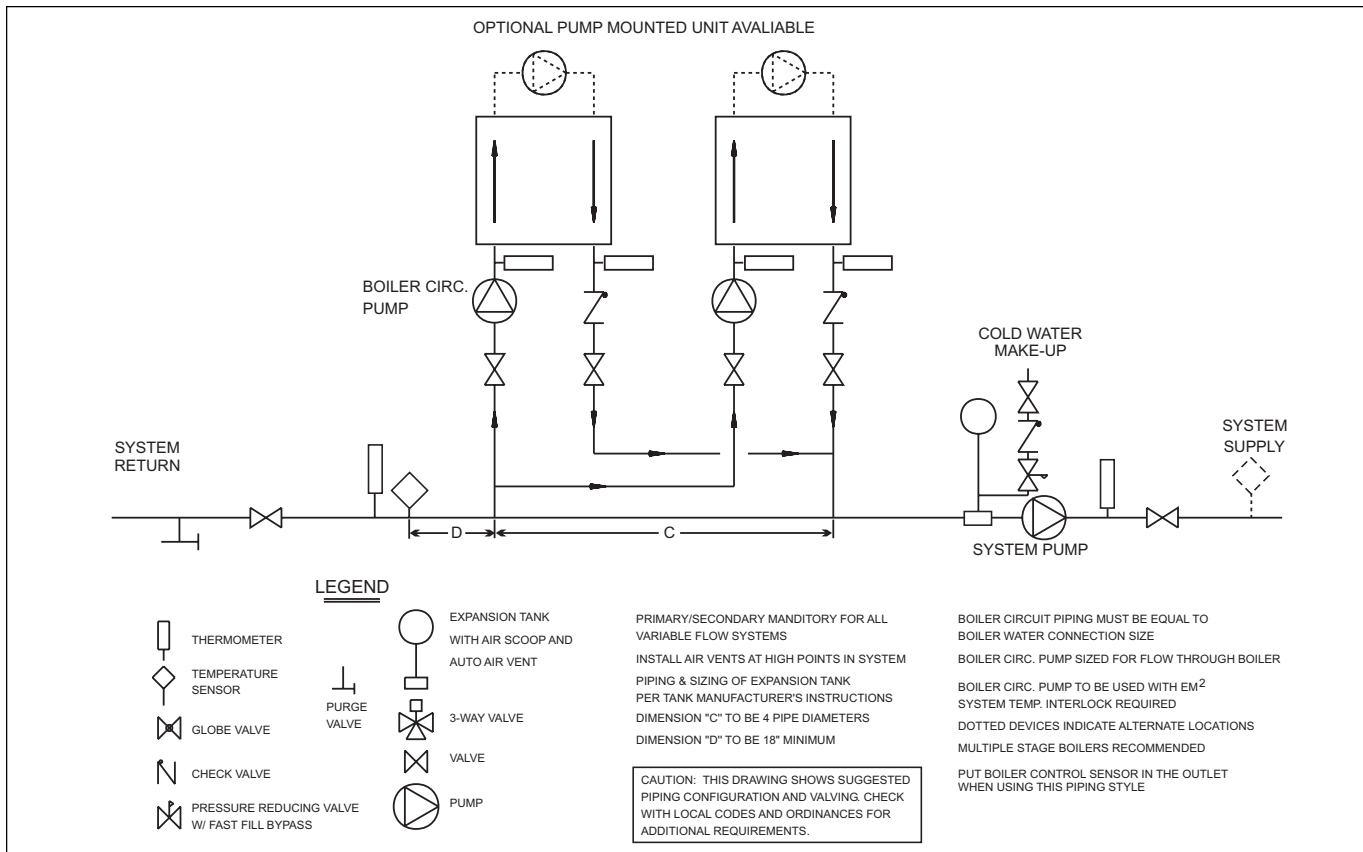 OPTIONAL PUMP MOUNTED UNIT AVALIABLE
BOILER CIRC.
PUMP
COLD WATER
MAKE-UP
SYSTEM
RETURN
SYSTEM
SUPPLY
D
C
SYSTEM PUMP
LEGEND
THERMOMETER
TEMPERATURE
SENSOR
GLOBE VALVE
CHECK VALVE
PRESSURE REDUCING VALVE
W/ FAST FILL BYPASS
PURGE
VALVE
EXPANSION TANK
WITH AIR SCOOP AND
AUTO AIR VENT
3-WAY VALVE
VALVE
PUMP
PRIMARY/SECONDARY MANDITORY FOR ALL
VARIABLE FLOW SYSTEMS
INSTALL AIR VENTS AT HIGH POINTS IN SYSTEM
PIPING & SIZING OF EXPANSION TANK
PER TANK MANUFACTURER'S INSTRUCTIONS
DIMENSION "C" TO BE 4 PIPE DIAMETERS
DIMENSION "D" TO BE 18" MINIMUM
CAUTION: THIS DRAWING SHOWS SUGGESTED
PIPING CONFIGURATION AND VALVING. CHECK
WITH LOCAL CODES AND ORDINANCES FOR
ADDITIONAL REQUIREMENTS.
BOILER CIRCUIT PIPING MUST BE EQUAL TO
BOILER WATER CONNECTION SIZE
BOILER CIRC. PUMP SIZED FOR FLOW THROUGH BOILER
BOILER CIRC. PUMP TO BE USED WITH EM²
SYSTEM TEMP. INTERLOCK REQUIRED
DOTTED DEVICES INDICATE ALTERNATE LOCATIONS
MULTIPLE STAGE BOILERS RECOMMENDED
PUT BOILER CONTROL SENSOR IN THE OUTLET
WHEN USING THIS PIPING STYLE